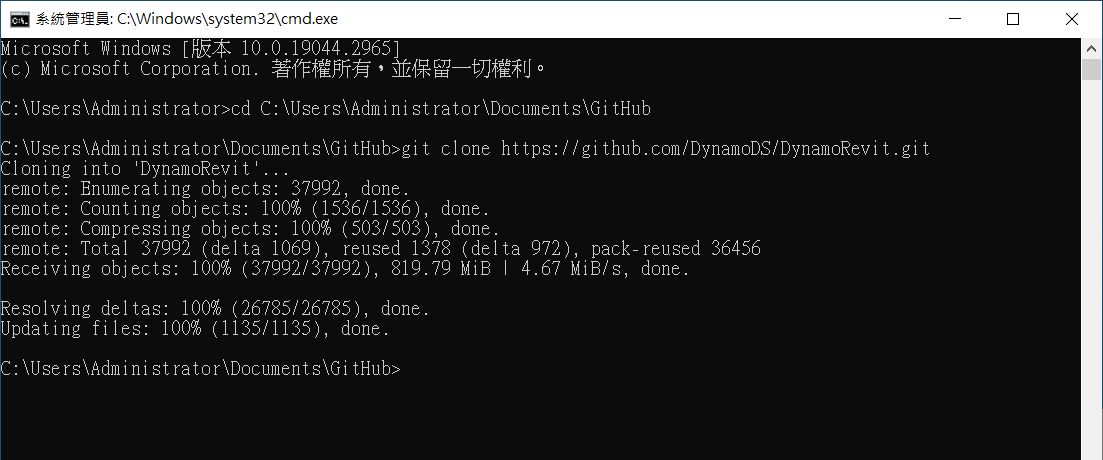 系統管理員: C:\Windows\system32\cmd.exe
Microsoft Windows [版本 10.0.19044.2965]
(c) Microsoft Corporation. 著作權所有，並保留一切權利。
C:\Users\Administrator>cd C:\Users\Administrator\Documents\GitHub
C:\Users\Administrator\Documents\GitHub>git clone https://github.com/DynamoDS/DynamoRevit.git
Cloning into 'DynamoRevit'...
remote: Enumerating objects: 37992, done.
remote: Counting objects: 100% (1536/1536), done.
remote: Compressing objects: 100% (503/503), done.
remote: Total 37992 (delta 1069), reused 1378 (delta 972), pack-reused 36456
Receiving objects: 100% (37992/37992), 819.79 MiB | 4.67 MiB/s, done.
Resolving deltas: 100% (26785/26785), done.
Updating files: 100% (1135/1135), done.
C:\Users\Administrator\Documents\GitHub>